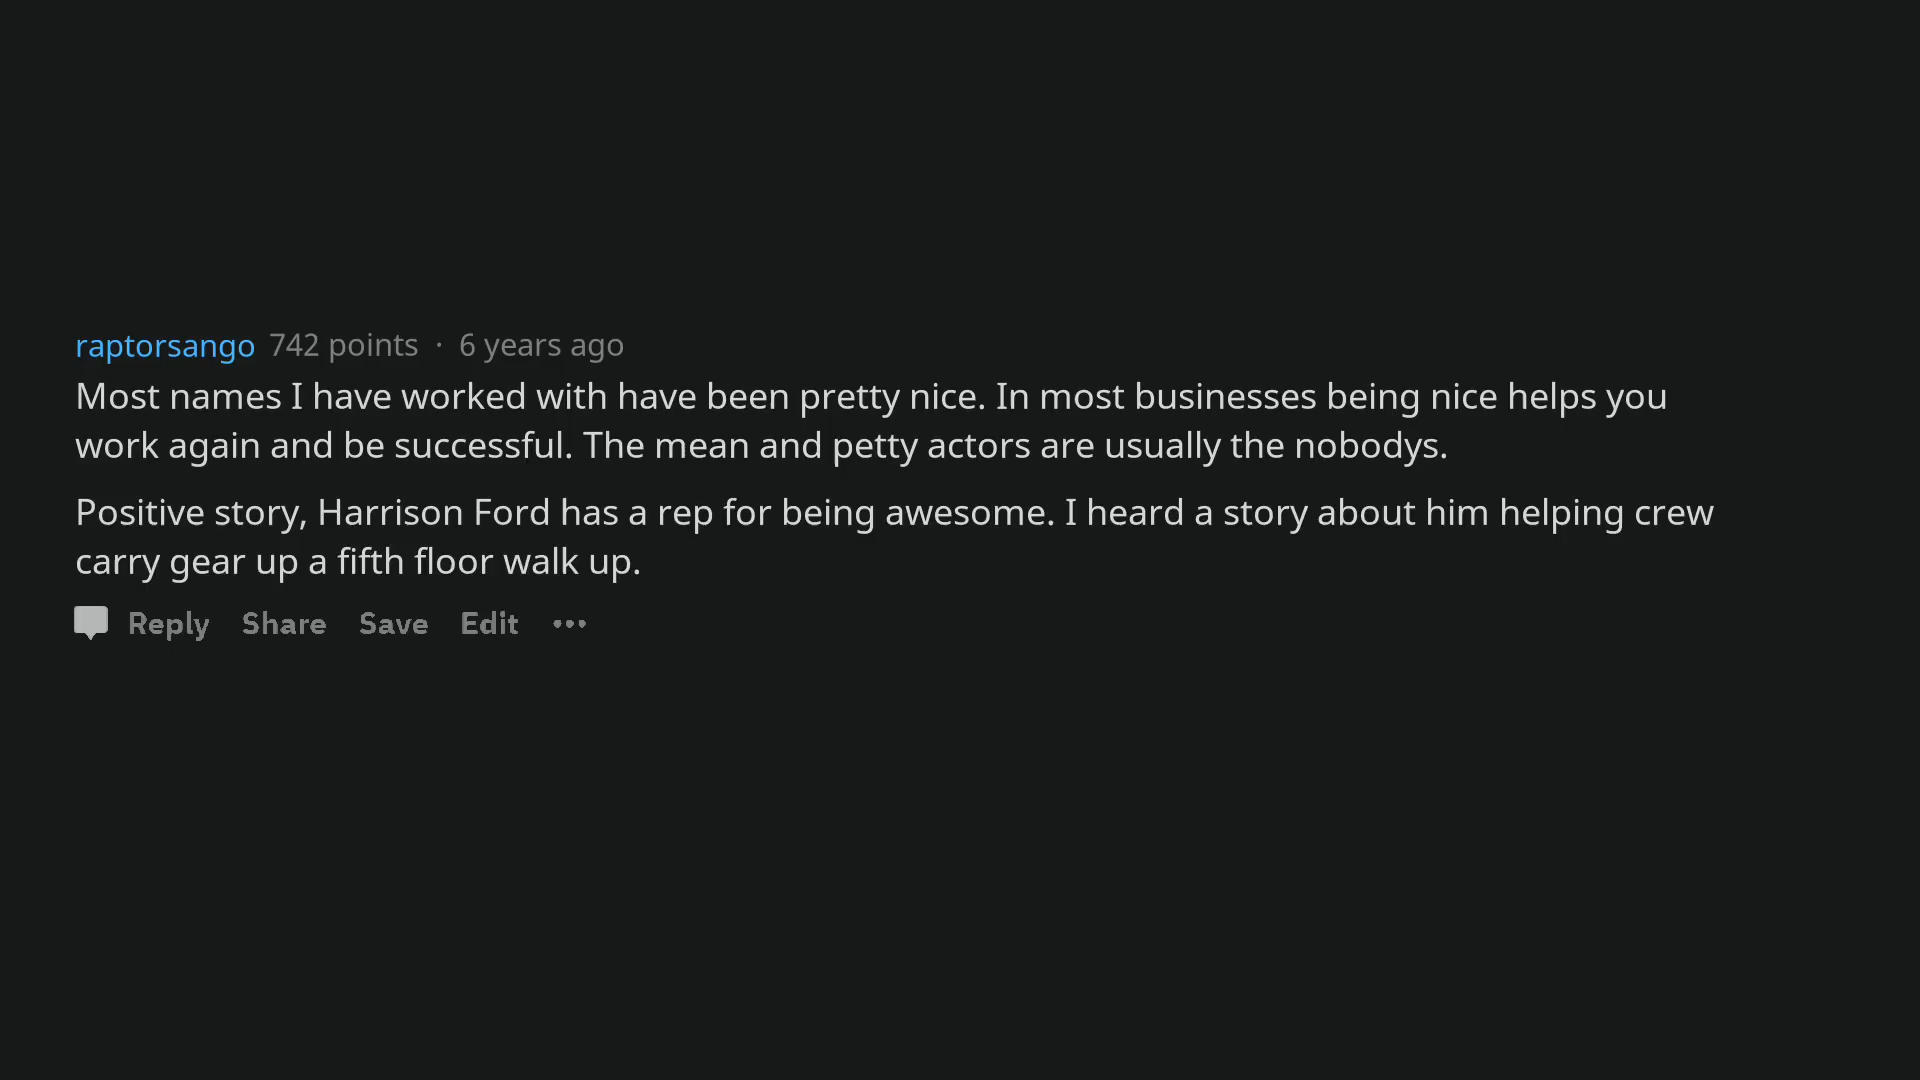 raptorsango 742 points · 6 years ago
Most names I have worked with have been pretty nice. In most businesses being nice helps you
work again and be successful. The mean and petty actors are usually the nobodys.
Positive story, Harrison Ford has a rep for being awesome. I heard a story about him helping crew
carry gear up a fifth floor walk up.
Reply Share Save Edit •••